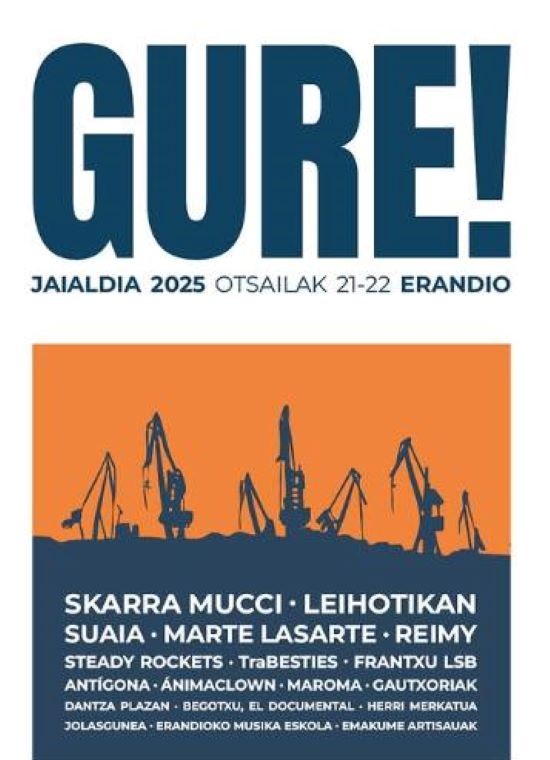 GURE!
JAIALDIA 2025 OTSAILAK 21-22 ERANDIO
SKARRA MUCCI · LEIHOTIKAN
SUAIA · MARTE LASARTE · REIMY
STEADY ROCKETS · TraBESTIES · FRANTXU LSB
ANTÍGONA · ÁNIMACLOWN · MAROMA · GAUTXORIAK
DANTZA PLAZAN · BEGOTXU, EL DOCUMENTAL · HERRI MERKATUA
JOLASGUNEA · ERANDIOKO MUSIKA ESKOLA · EMAKUME ARTISAUAK